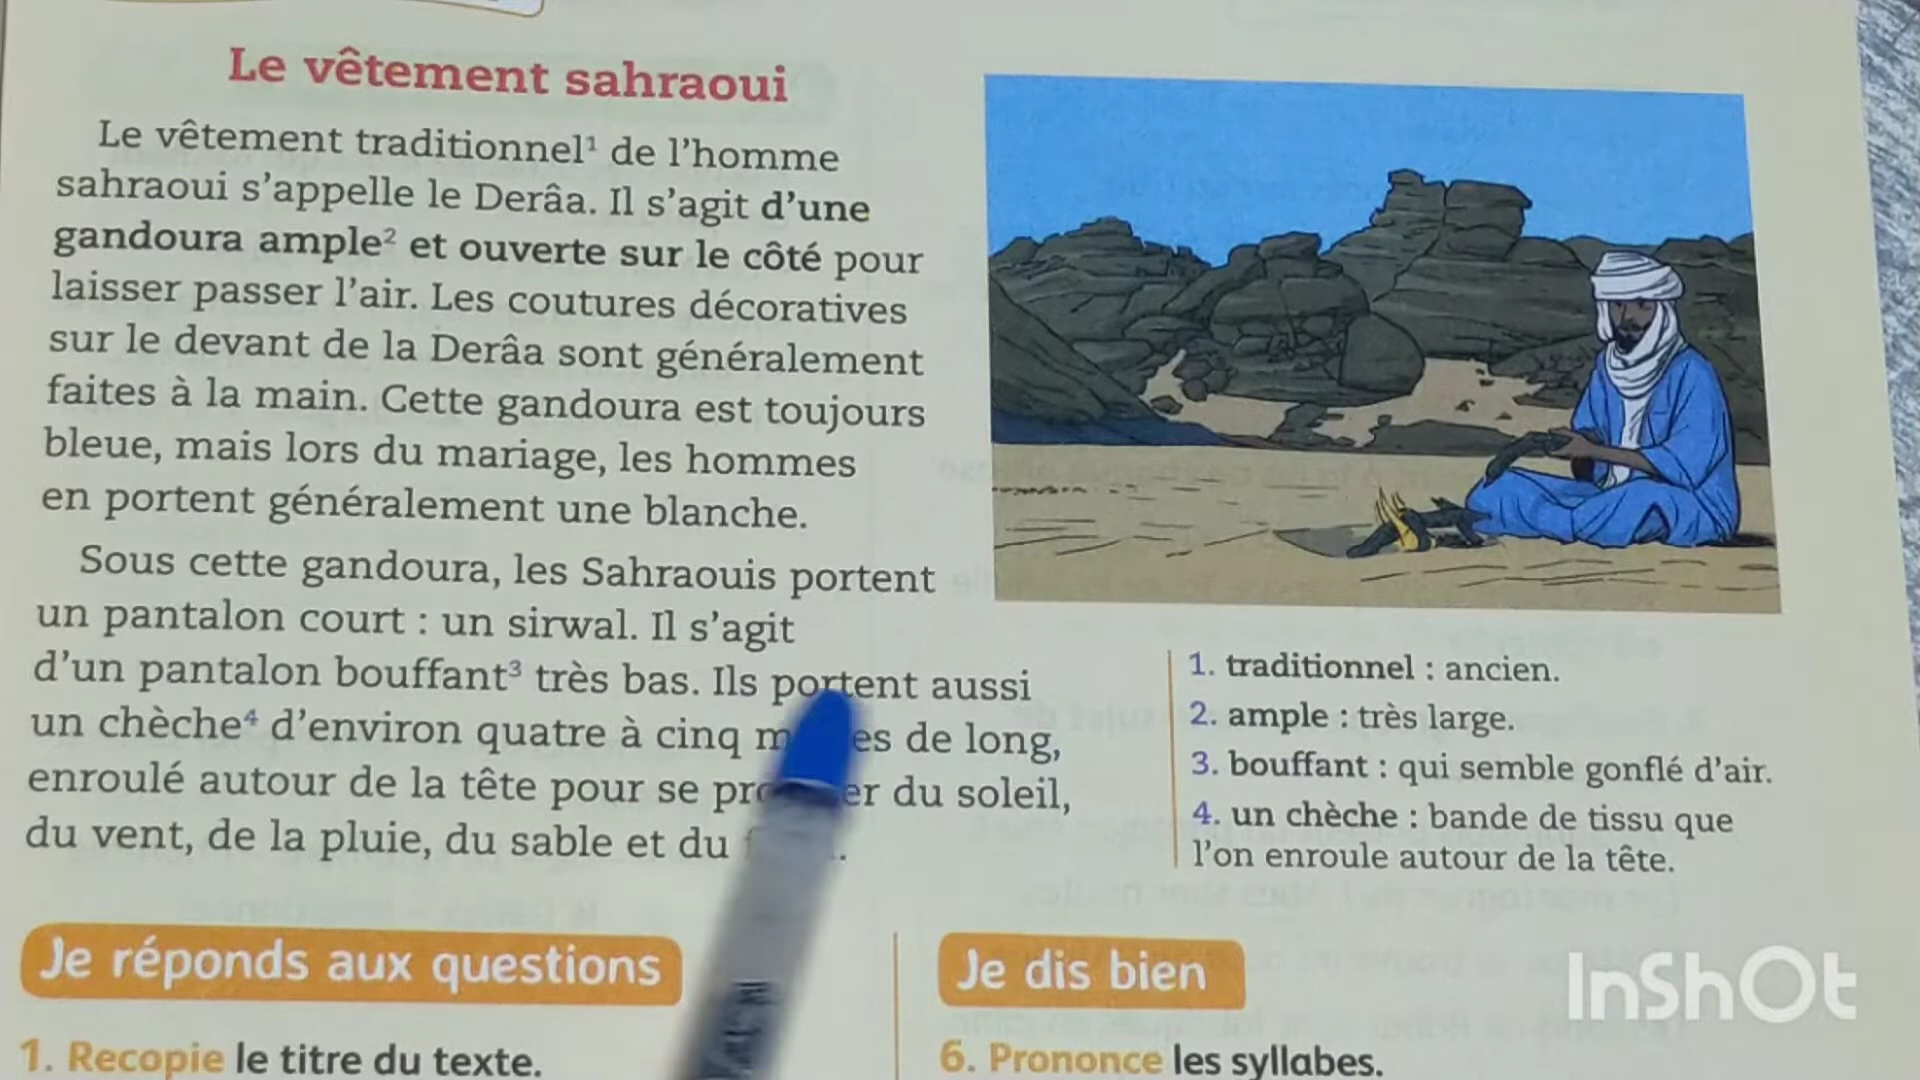 Le vêtement sahraoui
Le vêtement traditionnel¹ de l'homme
sahraoui s'appelle le Derâa. Il s'agit d'une
gandoura ample² et ouverte sur le côté pour
laisser passer l'air. Les coutures décoratives
sur le devant de la Derâa sont généralement
faites à la main. Cette gandoura est toujours
bleue, mais lors du mariage, les hommes
en portent généralement une blanche.
Sous cette gandoura, les Sahraouis portent
un pantalon court : un sirwal. Il s'agit
d'un pantalon bouffant³ très bas. Ils portent aussi
un chèche⁴ d'environ quatre à cinq de long,
enroulé autour de la tête pour se du soleil,
du vent, de la pluie, du sable et du
1. traditionnel : ancien.
2. ample : très large.
3. bouffant : qui semble gonflé d'air.
4. un chèche : bande de tissu que
l'on enroule autour de la tête.
Je réponds aux questions
1. Recopie le titre du texte.
Je dis bien
6. Prononce les syllabes.
InShOt